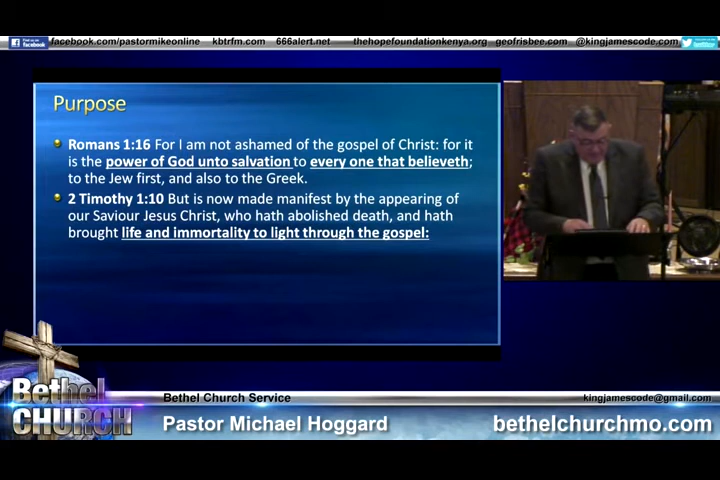 Find us on
facebook
facebook.com/pastormikeonline kbtrfm.com 666alert.net thehopefoundationkenya.org geofrisbee.com @kingjamescode.com
Purpose
Romans 1:16 For I am not ashamed of the gospel of Christ: for it
is the power of God unto salvation to every one that believeth;
to the Jew first, and also to the Greek.
2 Timothy 1:10 But is now made manifest by the appearing of
our Saviour Jesus Christ, who hath abolished death, and hath
brought life and immortality to light through the gospel:
Bethel
CHURCH
Bethel Church Service
kingjamescode@gmail.com
Pastor Michael Hoggard
bethelchurchmo.com